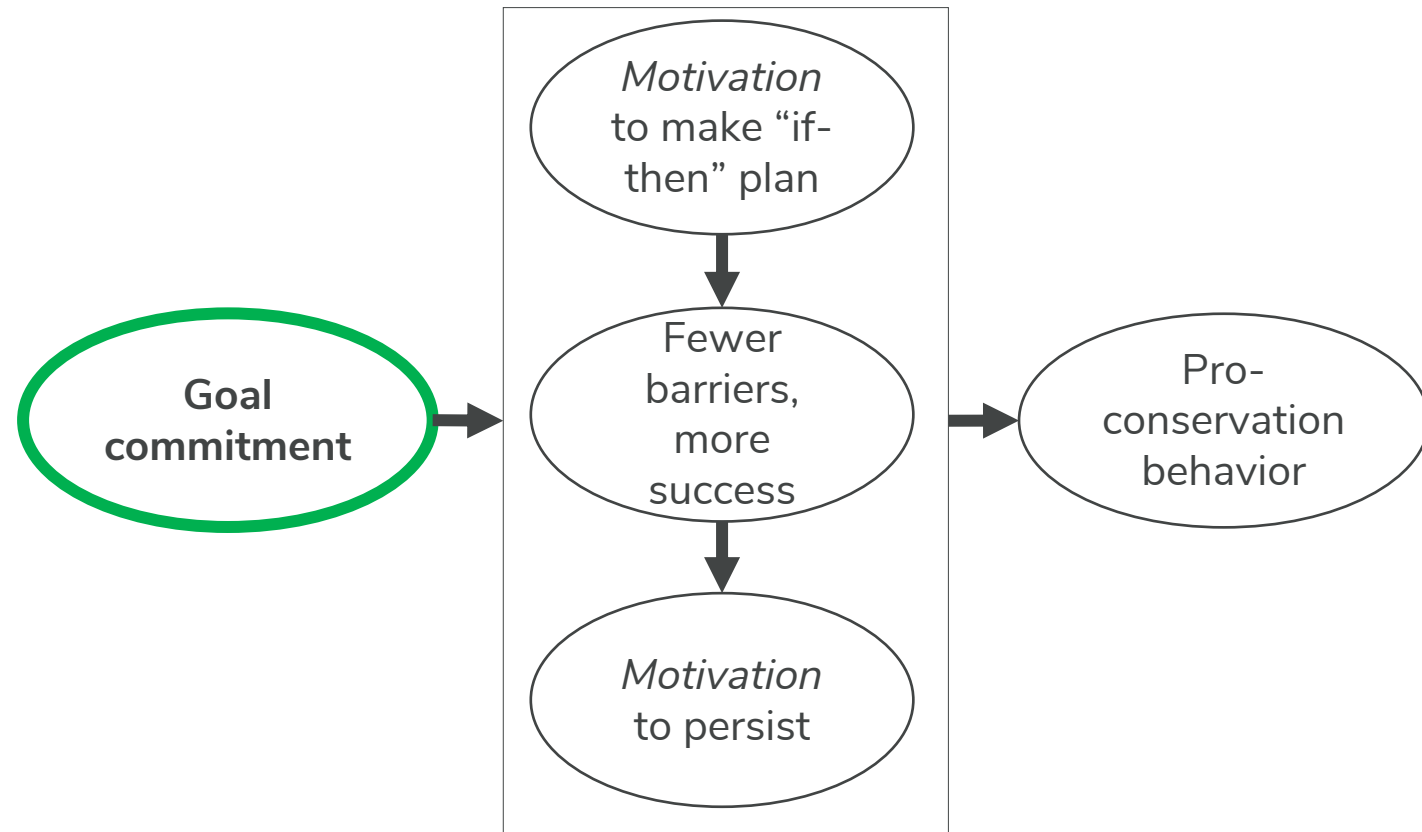 Motivation
to make “if-
then” plan
Goal
commitment
Fewer
barriers,
more
success
Pro-
conservation
behavior
Motivation
to persist